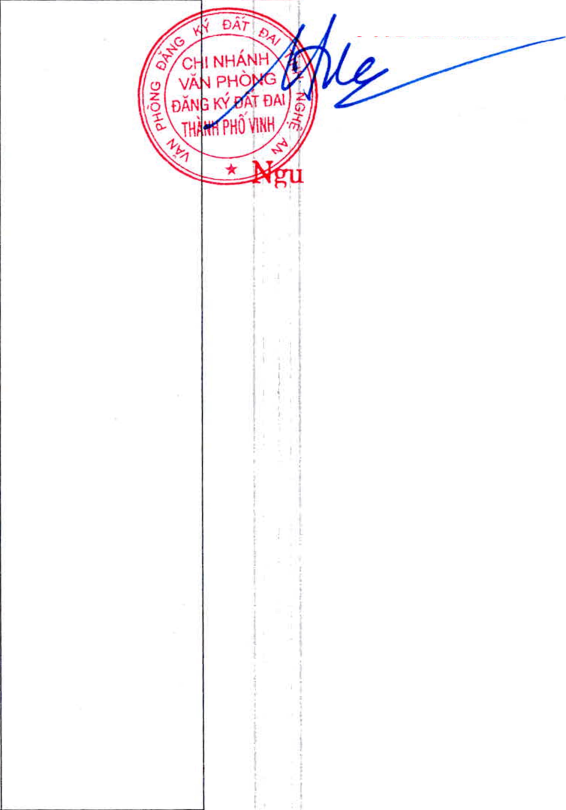 VĂN PHÒNG ĐĂNG KÝ ĐẤT ĐAI NGHỆ AN
CHI NHÁNH
VĂN PHÒNG
ĐĂNG KÝ ĐẤT ĐAI
THÀNH PHỐ VINH
Ngu